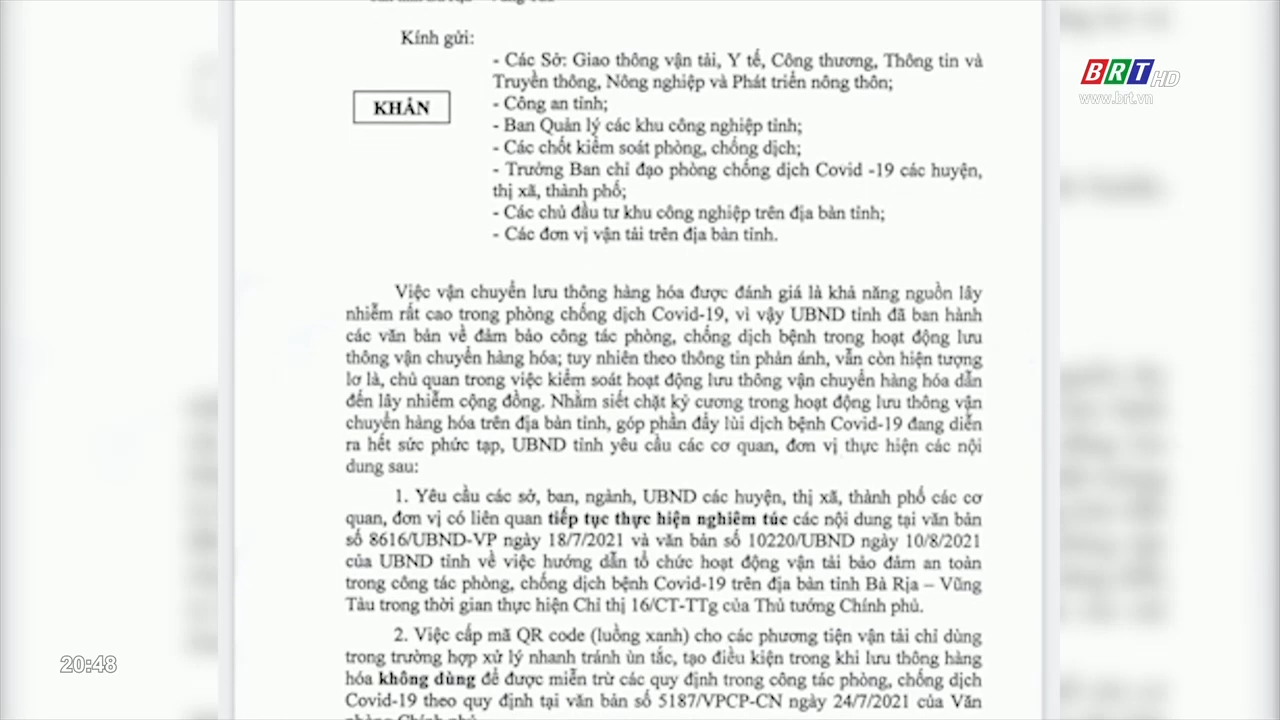 Kính gửi:
- Các Sở: Giao thông vận tải, Y tế, Công thương, Thông tin và
Truyền thông, Nông nghiệp và Phát triển nông thôn;
KHẨN
- Công an tỉnh;
- Ban Quản lý các khu công nghiệp tỉnh;
- Các chốt kiểm soát phòng, chống dịch;
- Trưởng Ban chỉ đạo phòng chống dịch Covid -19 các huyện,
thị xã, thành phố;
- Các chủ đầu tư khu công nghiệp trên địa bàn tỉnh;
- Các đơn vị vận tải trên địa bàn tỉnh.
Việc vận chuyển lưu thông hàng hóa được đánh giá là khả năng nguồn lây
nhiễm rất cao trong phòng chống dịch Covid-19, vì vậy UBND tỉnh đã ban hành
các văn bản về đảm bảo công tác phòng, chống dịch bệnh trong hoạt động lưu
thông vận chuyển hàng hóa; tuy nhiên theo thông tin phản ánh, vẫn còn hiện tượng
lơ là, chủ quan trong việc kiểm soát hoạt động lưu thông vận chuyển hàng hóa dẫn
đến lây nhiễm cộng đồng. Nhằm siết chặt kỷ cương trong hoạt động lưu thông vận
chuyển hàng hóa trên địa bàn tỉnh, góp phần đẩy lùi dịch bệnh Covid-19 đang diễn
ra hết sức phức tạp, UBND tỉnh yêu cầu các cơ quan, đơn vị thực hiện các nội
dung sau:
1. Yêu cầu các sở, ban, ngành, UBND các huyện, thị xã, thành phố các cơ
quan, đơn vị có liên quan tiếp tục thực hiện nghiêm túc các nội dung tại văn bản
số 8616/UBND-VP ngày 18/7/2021 và văn bản số 10220/UBND ngày 10/8/2021
của UBND tỉnh về việc hướng dẫn tổ chức hoạt động vận tải bảo đảm an toàn
trong công tác phòng, chống dịch bệnh Covid-19 trên địa bàn tỉnh Bà Rịa – Vũng
Tàu trong thời gian thực hiện Chỉ thị 16/CT-TTg của Thủ tướng Chính phủ.
2. Việc cấp mã QR code (luồng xanh) cho các phương tiện vận tải chỉ dùng
trong trường hợp xử lý nhanh tránh ùn tắc, tạo điều kiện trong khi lưu thông hàng
hóa không dùng để được miễn trừ các quy định trong công tác phòng, chống dịch
Covid-19 theo quy định tại văn bản số 5187/VPCP-CN ngày 24/7/2021 của Văn
BRT HD
www.brt.vn
20:48